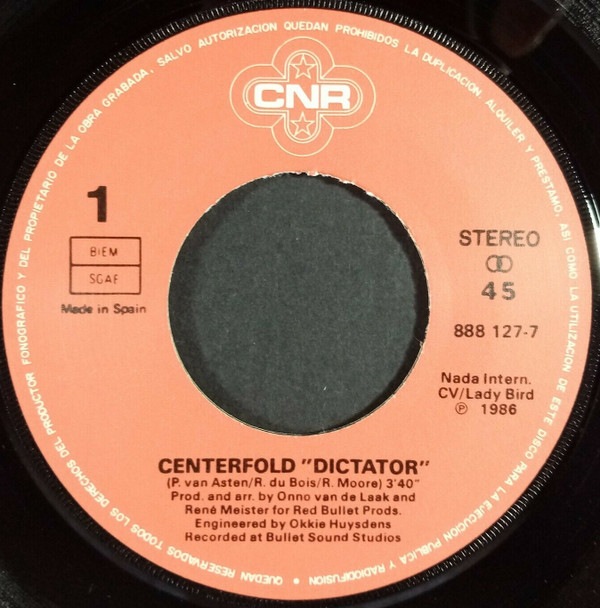 QUEDAN RESERVADOS TODOS LOS DERECHOS DEL PRODUCTOR FONOGRAFICO Y DEL PROPIETARIO DE LA OBRA GRABADA, SALVO AUTORIZACION QUEDAN PROHIBIDOS LA DUPLICACION, ALQUILER Y PRESTAMO, ASI COMO LA UTILIZACION DE ESTE DISCO PARA LA EJECUCION PUBLICA Y RADIODIFUSION •
CNR
1
BIEM
SGAE
Made in Spain
STEREO
45
888 127-7
Nada Intern.
CV/Lady Bird
Ⓟ 1986
CENTERFOLD "DICTATOR"
(P. van Asten/R. du Bois/R. Moore) 3'40"
Prod. and arr. by Onno van de Laak and
René Meister for Red Bullet Prods.
Engineered by Okkie Huysdens
Recorded at Bullet Sound Studios